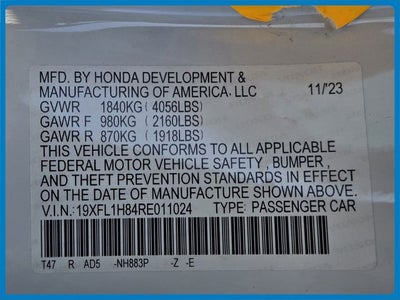 MFD. BY HONDA DEVELOPMENT &
MANUFACTURING OF AMERICA. LLC 11/'23
GVWR 1840KG ( 4056LBS)
GAWR F 980KG ( 2160LBS)
GAWR R 870KG ( 1918LBS)
THIS VEHICLE CONFORMS TO ALL APPLICABLE
FEDERAL MOTOR VEHICLE SAFETY , BUMPER ,
AND THEFT PREVENTION STANDARDS IN EFFECT
ON THE DATE OF MANUFACTURE SHOWN ABOVE.
V.I.N: 19XFL1H84RE011024 TYPE: PASSENGER CAR
T47 R AD5 -NH883P -Z -E